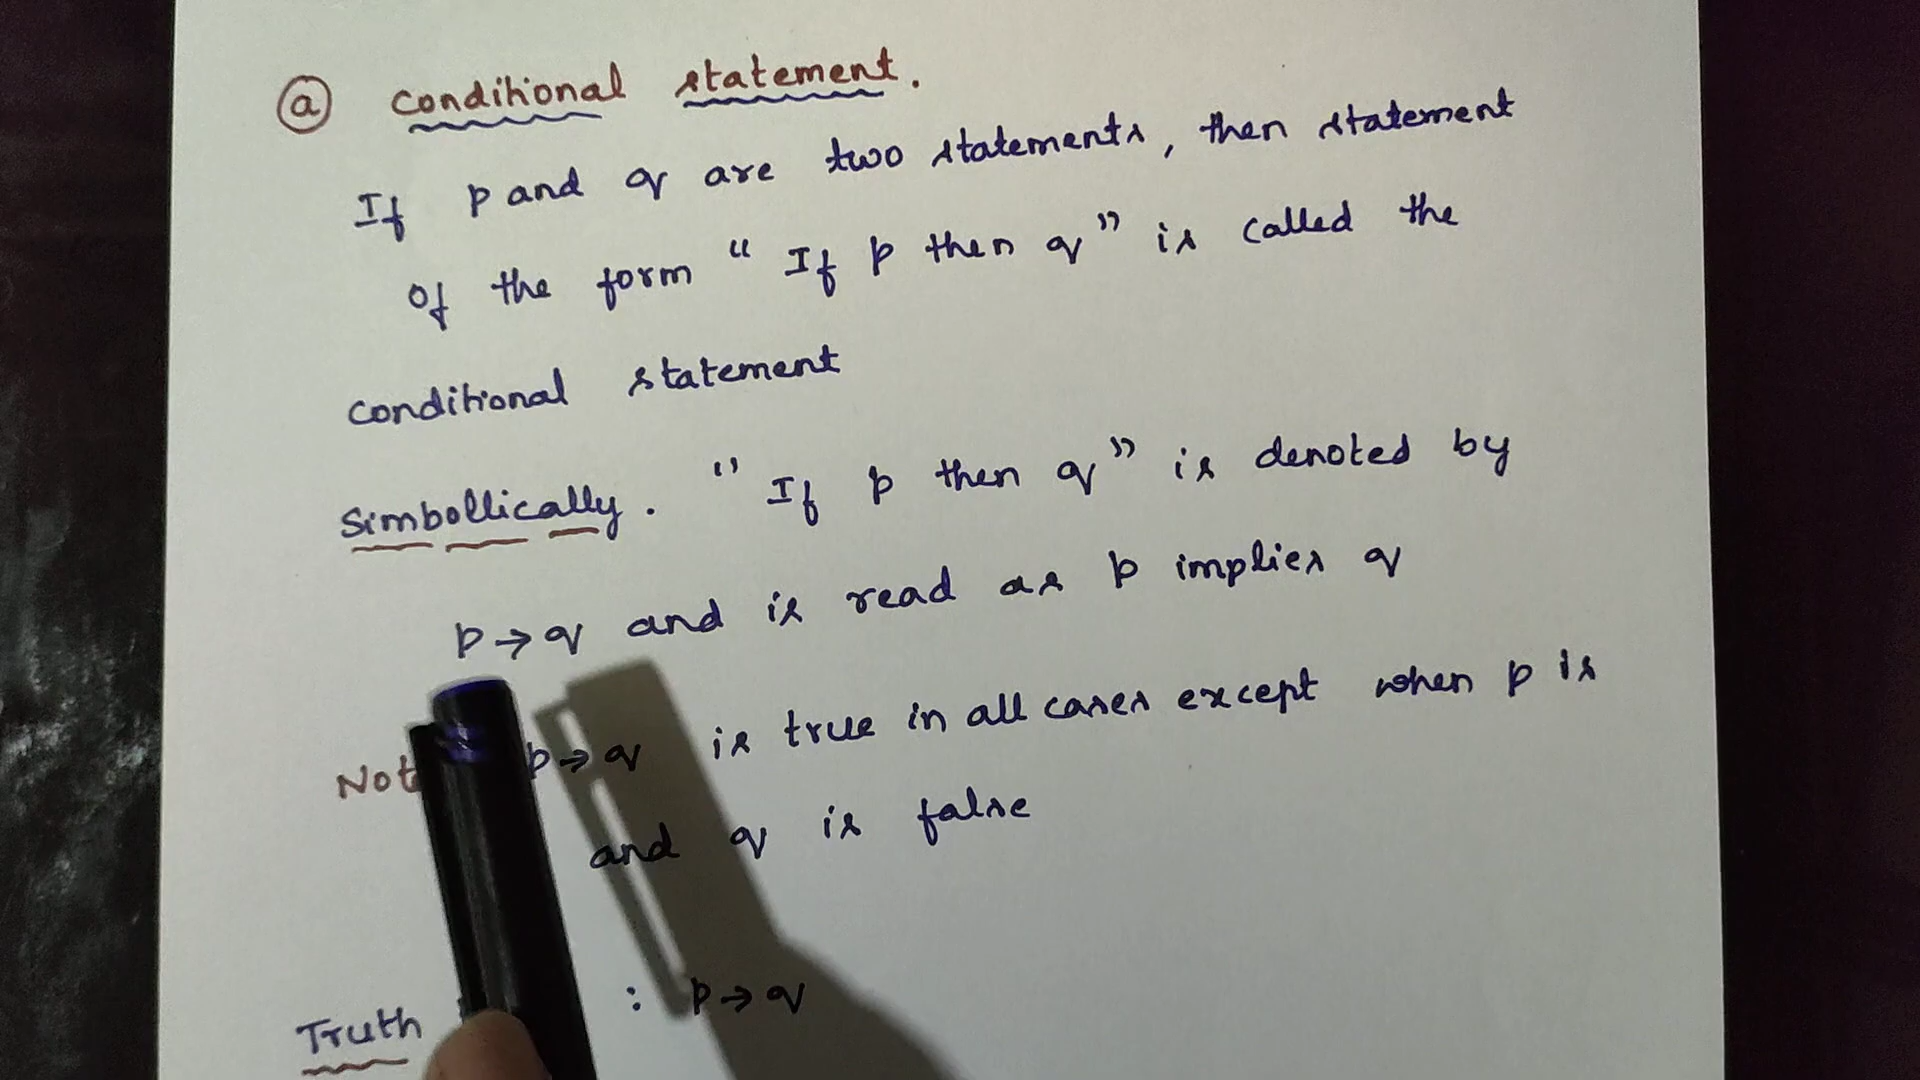 ⓐ conditional statement.
If p and q are two statements, then statement
of the form " If p then q " is called the
conditional statement
Simbollically. " If p then q " is denoted by
p → q and is read as p implies q
p → q is true in all cases except when p is
and q is false
Truth : p → q